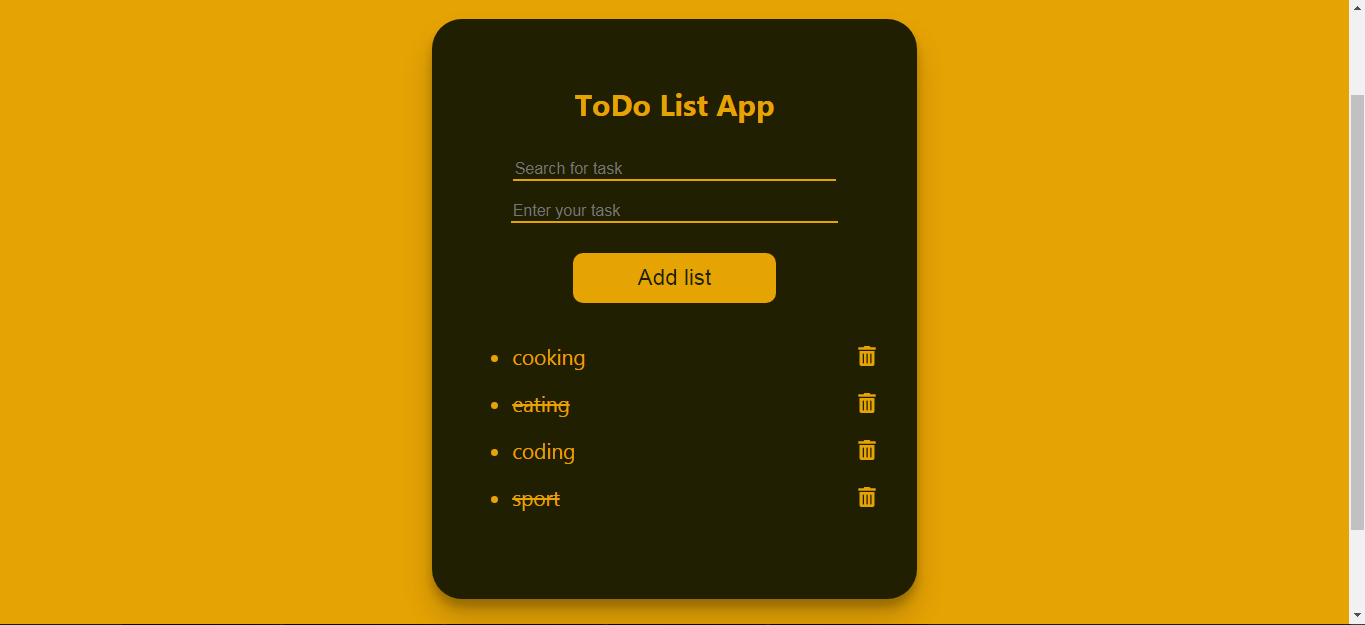 ToDo List App
Search for task
Enter your task
Add list
cooking
eating
coding
sport